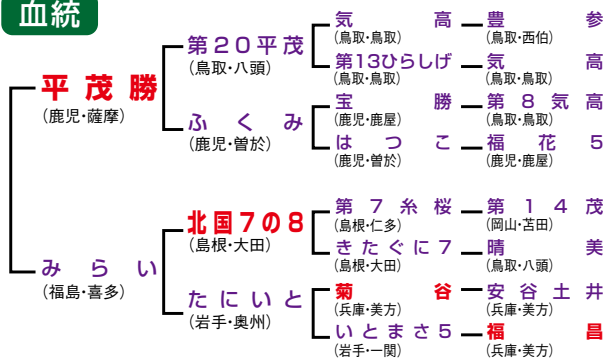 血統
平茂勝
(鹿児・薩摩)
第20平茂
(鳥取・八頭)
気高
(鳥取・鳥取)
豊参
(鳥取・西伯)
第13ひらしげ
(鳥取・鳥取)
気高
(鳥取・鳥取)
ふくみ
(鹿児・曽於)
宝勝
(鹿児・鹿屋)
第8気高
(鳥取・鳥取)
はつこ
(鹿児・曽於)
福花5
(鹿児・鹿屋)
みらい
(福島・喜多)
北国7の8
(島根・大田)
第7糸桜
(島根・仁多)
第14茂
(岡山・苫田)
きたぐに7
(島根・大田)
晴美
(鳥取・八頭)
たにいと
(岩手・奥州)
菊谷
(兵庫・美方)
安谷土井
(兵庫・美方)
いとまさ5
(岩手・一関)
福昌
(兵庫・美方)